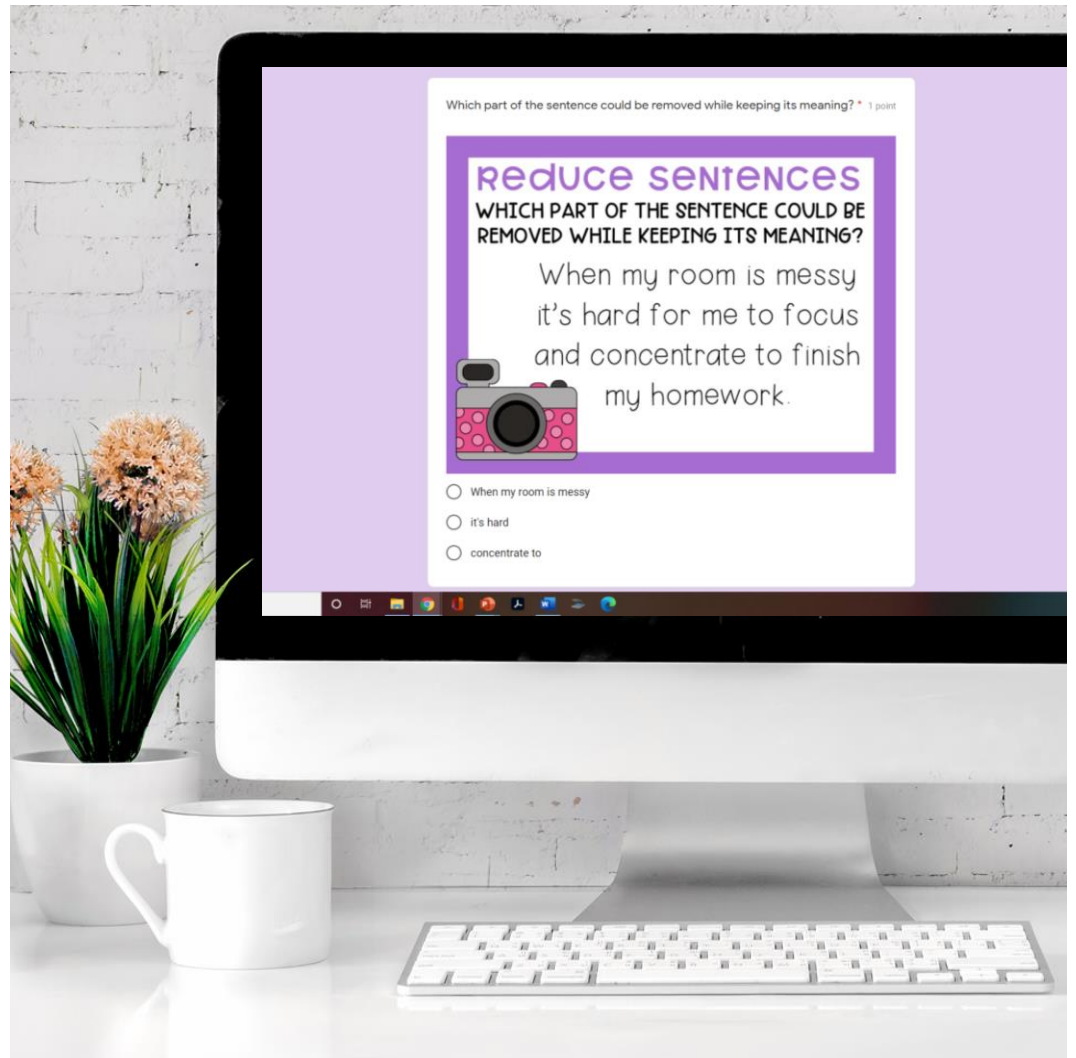 Which part of the sentence could be removed while keeping its meaning? * 1 point
Reduce Sentences
WHICH PART OF THE SENTENCE COULD BE
REMOVED WHILE KEEPING ITS MEANING?
When my room is messy
it's hard for me to focus
and concentrate to finish
my homework.
When my room is messy
it's hard
concentrate to